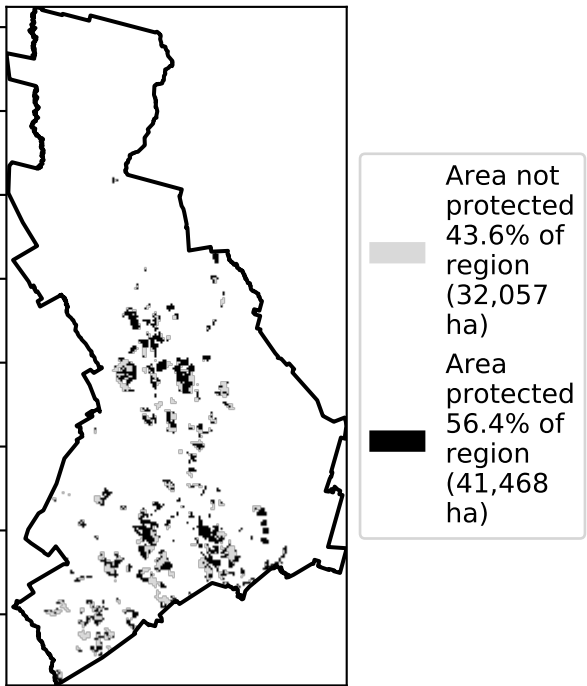 Area not
protected
43.6% of
region
(32,057
ha)
Area
protected
56.4% of
region
(41,468
ha)